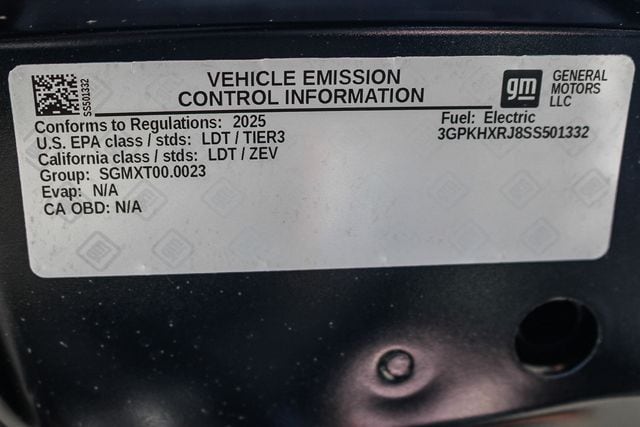 SS501332
VEHICLE EMISSION
CONTROL INFORMATION
gm
GENERAL
MOTORS
LLC
Conforms to Regulations: 2025
U.S. EPA class / stds: LDT / TIER3
California class / stds: LDT / ZEV
Group: SGMXT00.0023
Evap: N/A
CA OBD: N/A
Fuel: Electric
3GPKHXRJ8SS501332